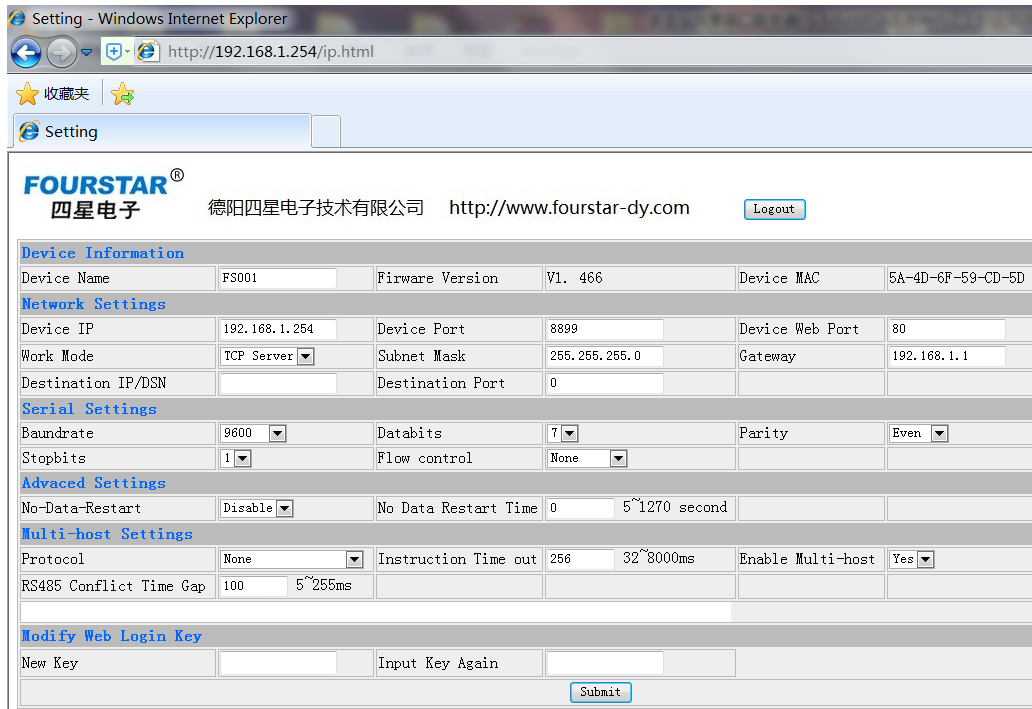 Setting - Windows Internet Explorer
http://192.168.1.254/ip.html
收藏夹
Setting
FOURSTAR®
四星电子
德阳四星电子技术有限公司 http://www.fourstar-dy.com Logout
Device Information
Device Name FS001 Firware Version V1. 466 Device MAC 5A-4D-6F-59-CD-5D
Network Settings
Device IP 192.168.1.254 Device Port 8899 Device Web Port 80
Work Mode TCP Server Subnet Mask 255.255.255.0 Gateway 192.168.1.1
Destination IP/DSN Destination Port 0
Serial Settings
Baundrate 9600 Databits 7 Parity Even
Stopbits 1 Flow control None
Advaced Settings
No-Data-Restart Disable No Data Restart Time 0 5~1270 second
Multi-host Settings
Protocol None Instruction Time out 256 32~8000ms Enable Multi-host Yes
RS485 Conflict Time Gap 100 5~255ms
Modify Web Login Key
New Key Input Key Again
Submit